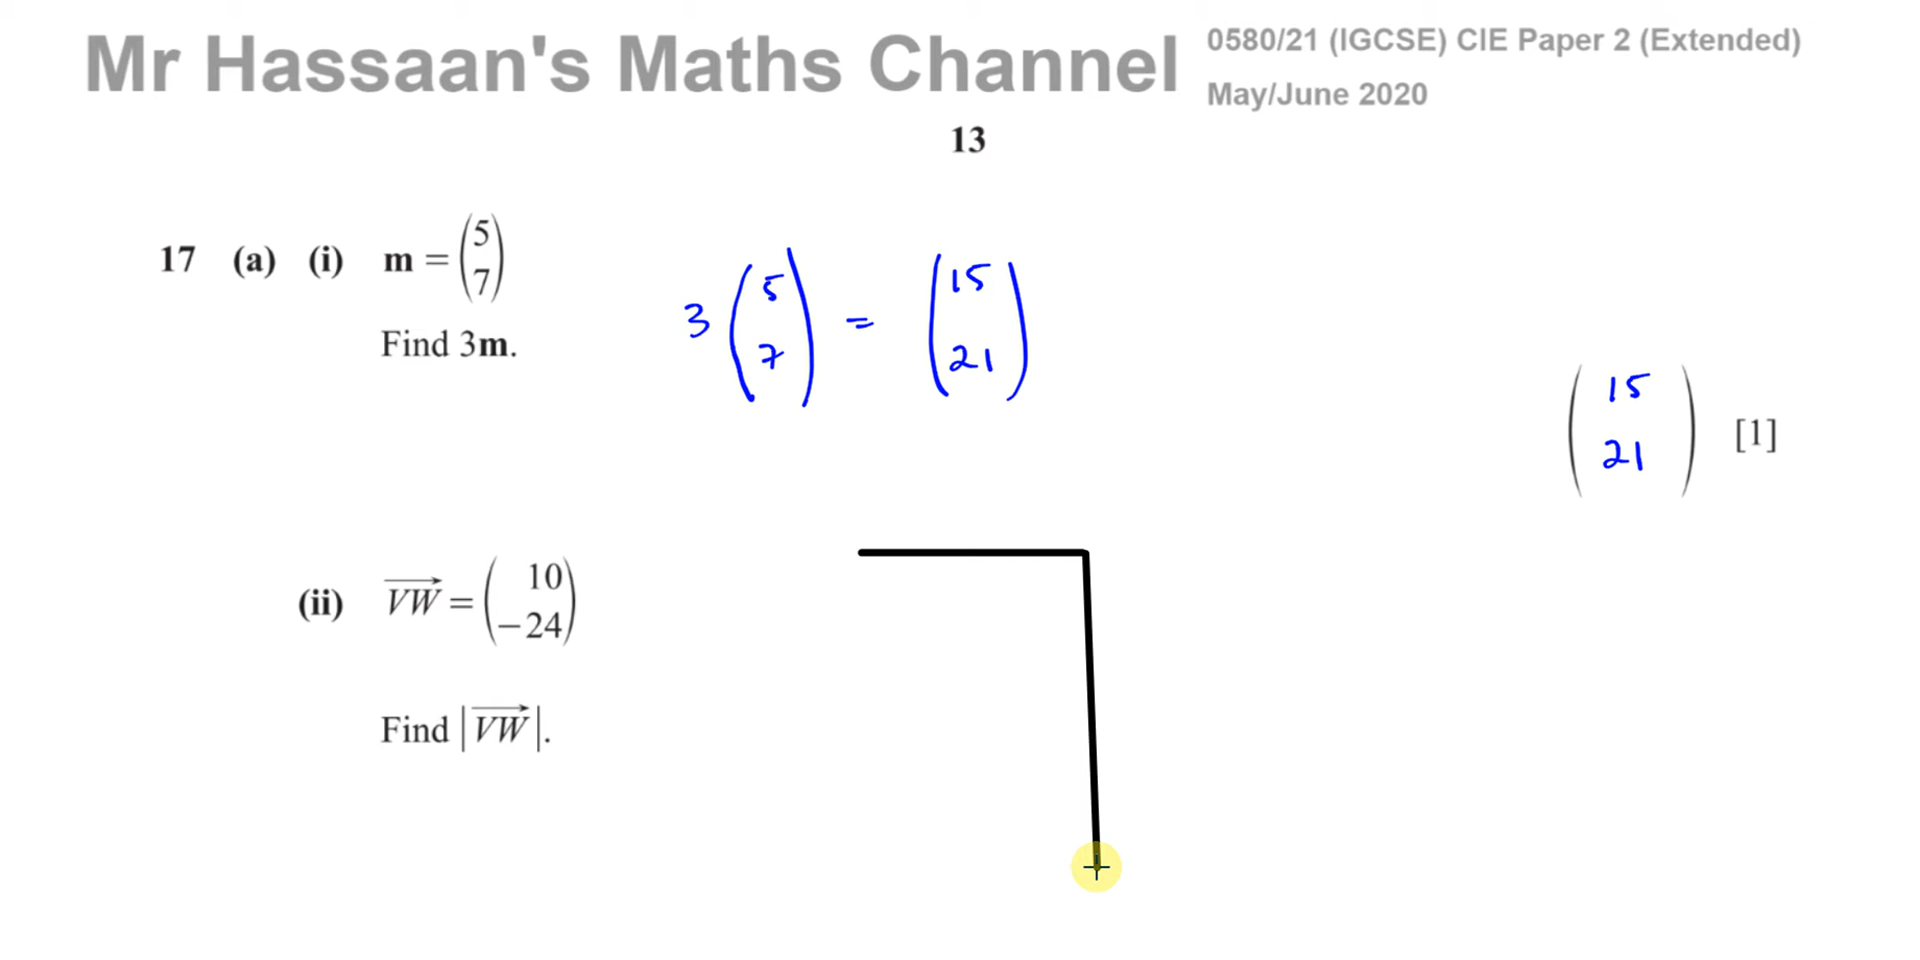 Mr Hassaan's Maths Channel
0580/21 (IGSCE) CIE Paper 2 (Extended)
May/June 2020
13
17 (a) (i) m = (5
7)
Find 3m.
3 (5
7) = (15
21)
(15
21) [1]
(ii) VW = (10
−24)
Find |VW|.